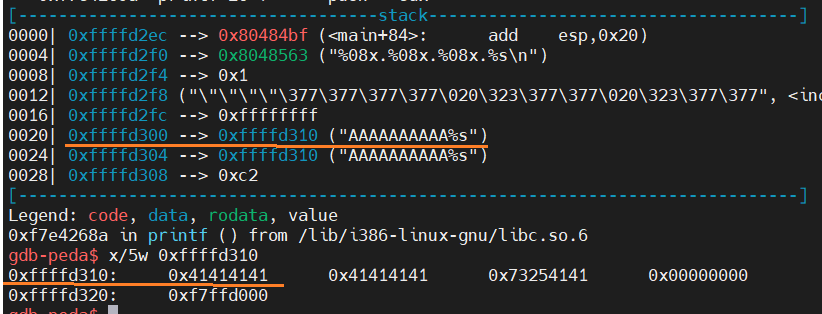 [------------------------------------stack-------------------------------------]
0000| 0xffffd2ec --> 0x80484bf (<main+84>: add esp,0x20)
0004| 0xffffd2f0 --> 0x8048563 ("%08x.%08x.%08x.%s\n")
0008| 0xffffd2f4 --> 0x1
0012| 0xffffd2f8 ("\"\"\"\"\377\377\377\377\020\323\377\377\020\323\377\377", <inc
0016| 0xffffd2fc --> 0xffffffff
0020| 0xffffd300 --> 0xffffd310 ("AAAAAAAAAA%s")
0024| 0xffffd304 --> 0xffffd310 ("AAAAAAAAAA%s")
0028| 0xffffd308 --> 0xc2
[------------------------------------------------------------------------------]
Legend: code, data, rodata, value
0xf7e4268a in printf () from /lib/i386-linux-gnu/libc.so.6
gdb-peda$ x/5w 0xffffd310
0xffffd310: 0x41414141 0x41414141 0x73254141 0x00000000
0xffffd320: 0xf7ffd000
gdb-peda$